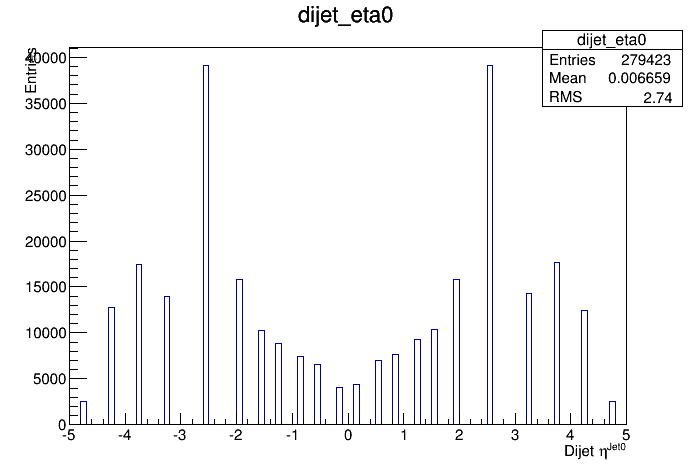 dijet_eta0
dijet_eta0
Entries 279423
Mean 0.006659
RMS 2.74
Entries
40000
35000
30000
25000
20000
15000
10000
5000
0
-5 -4 -3 -2 -1 0 1 2 3 4 5
Dijet η^Jet0